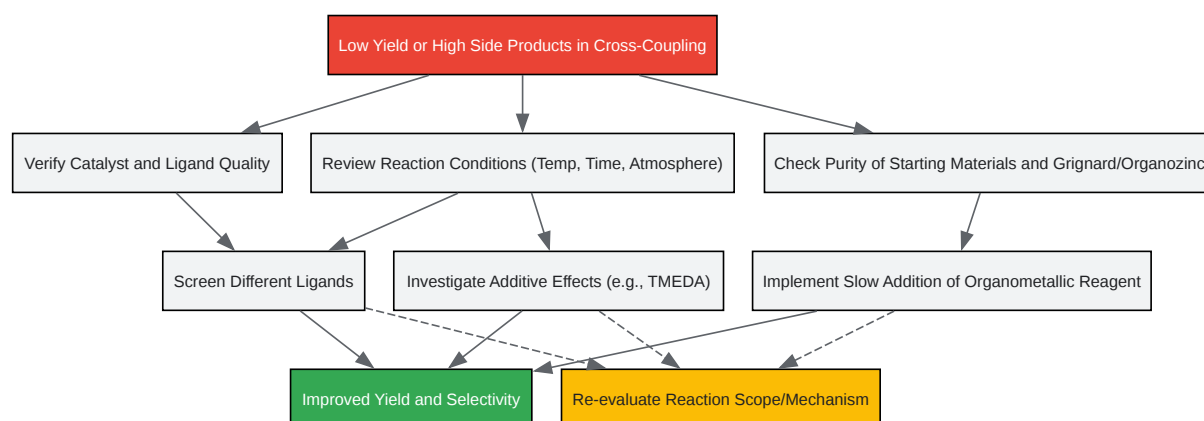 Low Yield or High Side Products in Cross-Coupling
Verify Catalyst and Ligand Quality
Review Reaction Conditions (Temp, Time, Atmosphere)
Check Purity of Starting Materials and Grignard/Organozinc
Screen Different Ligands
Investigate Additive Effects (e.g., TMEDA)
Implement Slow Addition of Organometallic Reagent
Improved Yield and Selectivity
Re-evaluate Reaction Scope/Mechanism